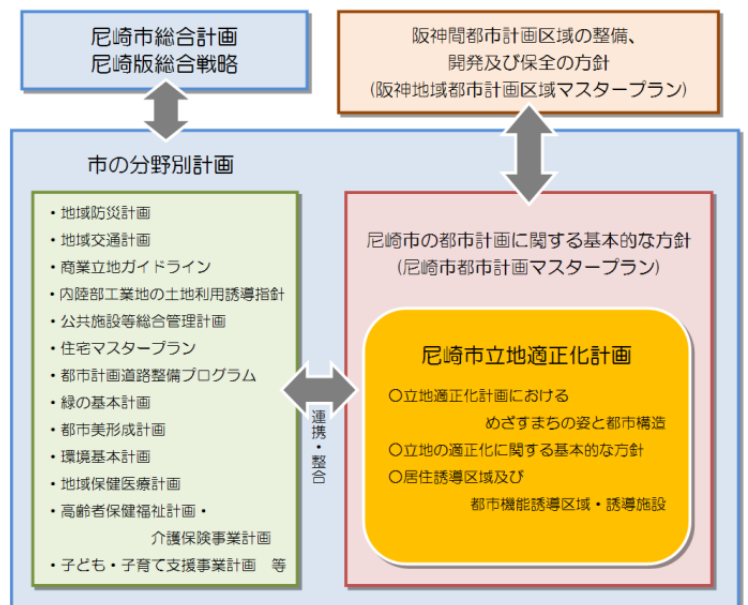 尼崎市総合計画
尼崎版総合戦略
阪神間都市計画区域の整備、
開発及び保全の方針
(阪神地域都市計画区域マスタープラン)
市の分野別計画
・地域防災計画
・地域交通計画
・商業立地ガイドライン
・内陸部工業地の土地利用誘導指針
・公共施設等総合管理計画
・住宅マスタープラン
・都市計画道路整備プログラム
・緑の基本計画
・都市美形成計画
・環境基本計画
・地域保健医療計画
・高齢者保健福祉計画・
介護保険事業計画
・子ども・子育て支援事業計画　等
連携・整合
尼崎市の都市計画に関する基本的な方針
(尼崎市都市計画マスタープラン)
尼崎市立地適正化計画
〇立地適正化計画における
めざすまちの姿と都市構造
〇立地の適正化に関する基本的な方針
〇居住誘導区域及び
都市機能誘導区域・誘導施設